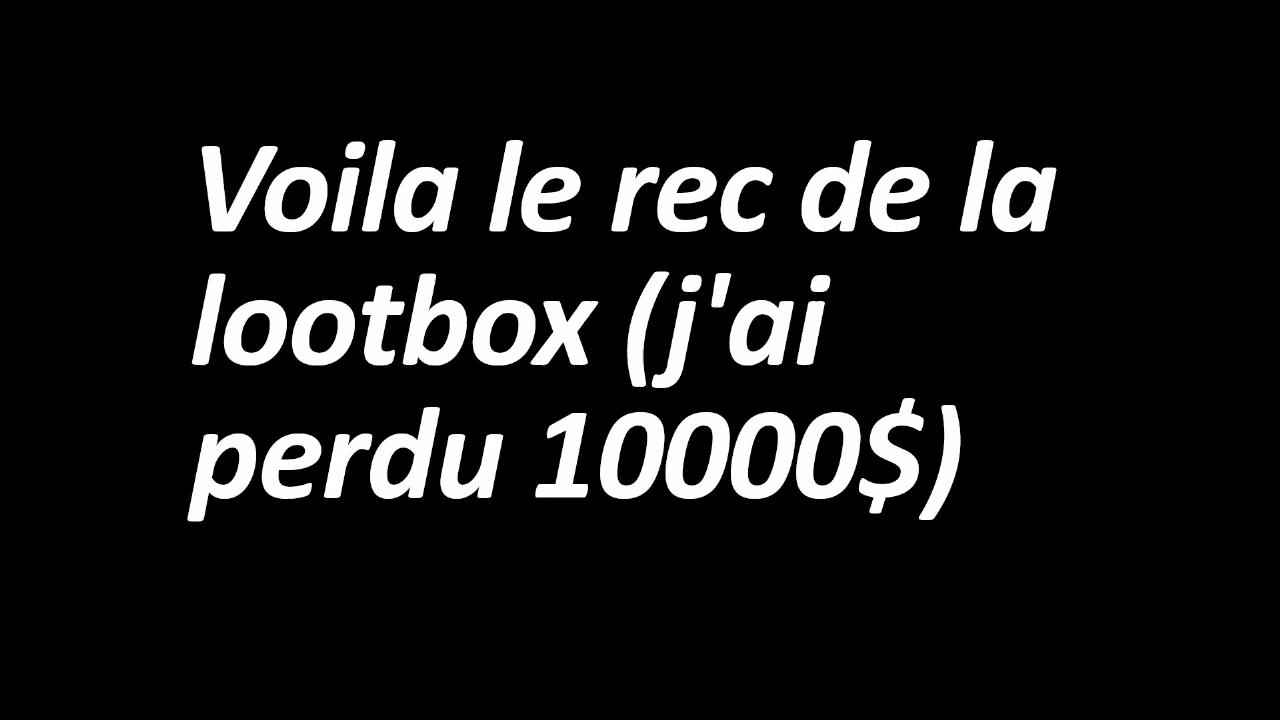 Voila le rec de la
lootbox (j'ai
perdu 10000$)